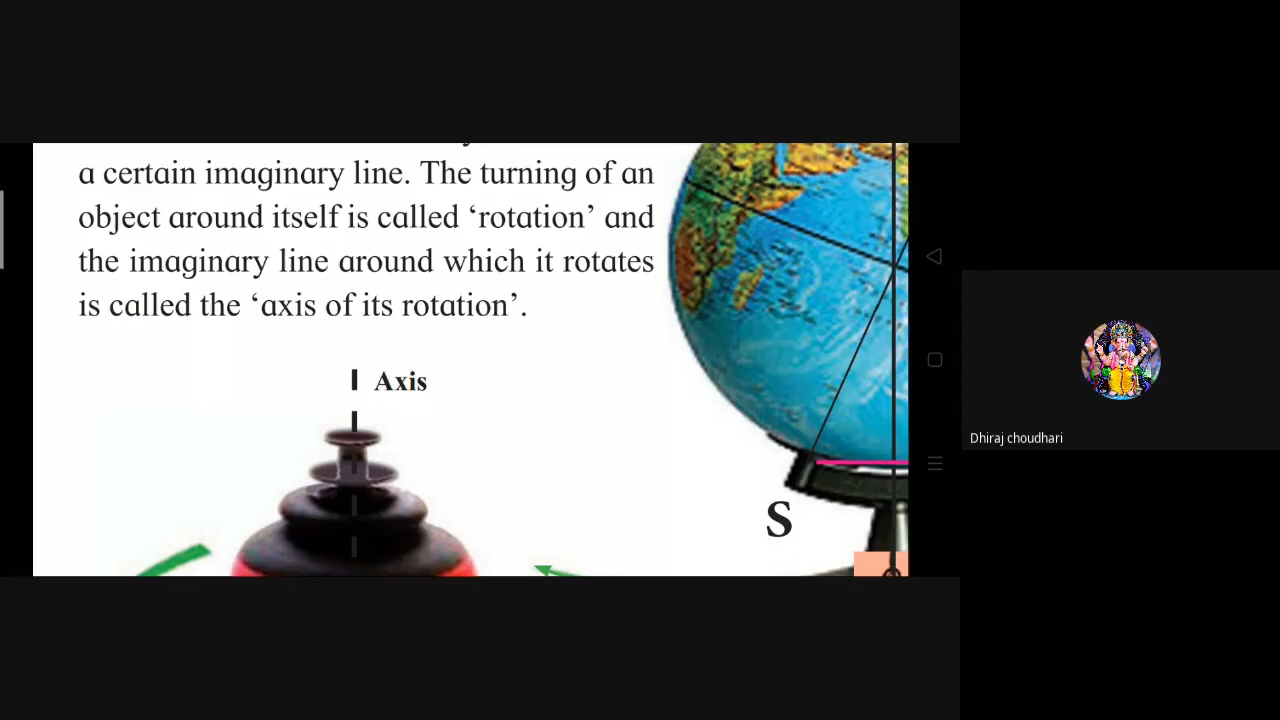 a certain imaginary line. The turning of an
object around itself is called ‘rotation’ and
the imaginary line around which it rotates
is called the ‘axis of its rotation’.
Axis
S
Dhiraj choudhari